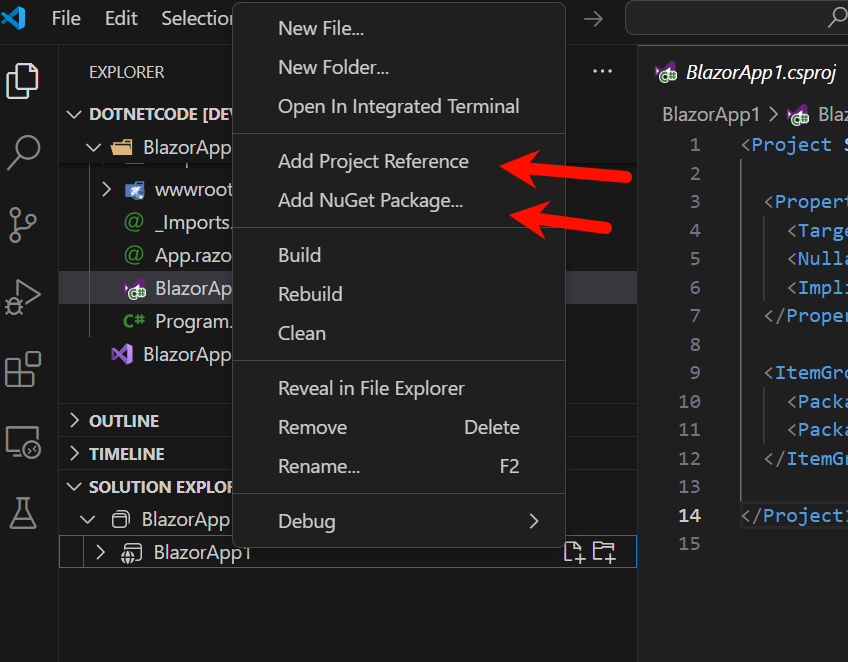 File Edit Selection
EXPLORER
DOTNETCODE [DEV
BlazorApp
wwwroot
_Imports.
App.razo
BlazorAp
C# Program.
BlazorApp
OUTLINE
TIMELINE
SOLUTION EXPLOR
BlazorApp
BlazorApp1
New File...
New Folder...
Open In Integrated Terminal
Add Project Reference
Add NuGet Package...
Build
Rebuild
Clean
Reveal in File Explorer
Remove Delete
Rename... F2
Debug
BlazorApp1.csproj
BlazorApp1 > Blaz
1 <Project S
2
3 <Propert
4 <Targe
5 <Nulla
6 <Impli
7 </Proper
8
9 <ItemGro
10 <Packa
11 <Packa
12 </ItemGr
13
14 </Project>
15